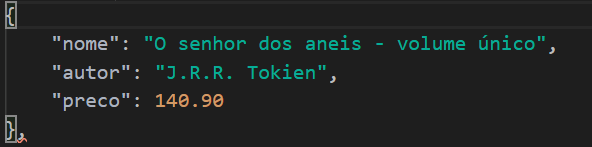 {
"nome": "O senhor dos aneis - volume único",
"autor": "J.R.R. Tokien",
"preco": 140.90
},